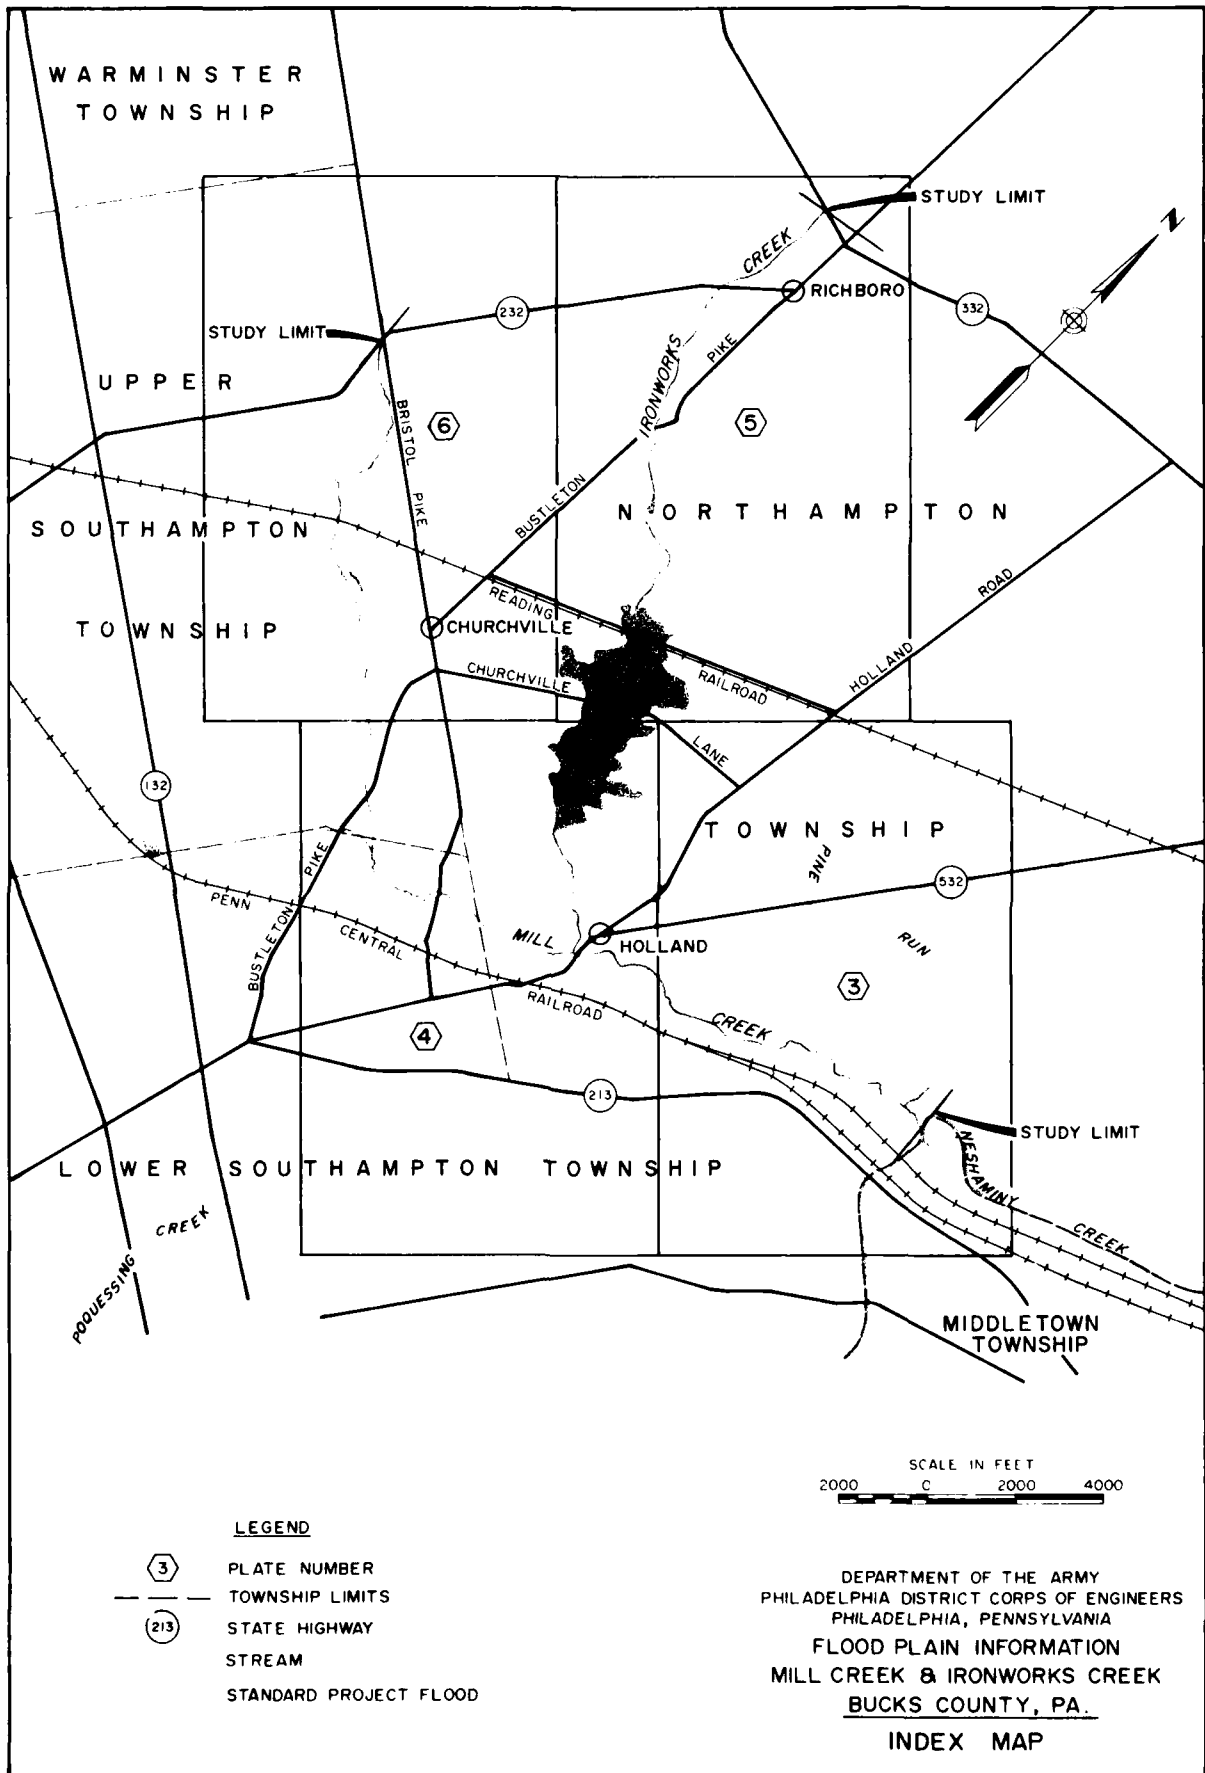 WARMINSTER
TOWNSHIP
STUDY LIMIT
N
CREEK
RICHBORO
232
332
STUDY LIMIT
IRONWORKS
PIKE
UPPER
BRISTOL PIKE
6
5
BUSTLETON
NORTHAMPTON
SOUTHAMPTON
ROAD
READING
TOWNSHIP
CHURCHVILLE
CHURCHVILLE
HOLLAND
RAILROAD
LANE
132
TOWNSHIP
PIKE
PINE
532
PENN
BUSTLETON
CENTRAL
MILL
HOLLAND
RUN
3
RAILROAD
CREEK
4
213
STUDY LIMIT
NESHAMINY
LOWER SOUTHAMPTON TOWNSHIP
CREEK
CREEK
POQUESSING
MIDDLETOWN
TOWNSHIP
SCALE IN FEET
2000 0 2000 4000
LEGEND
3 PLATE NUMBER
TOWNSHIP LIMITS
213 STATE HIGHWAY
STREAM
STANDARD PROJECT FLOOD
DEPARTMENT OF THE ARMY
PHILADELPHIA DISTRICT CORPS OF ENGINEERS
PHILADELPHIA, PENNSYLVANIA
FLOOD PLAIN INFORMATION
MILL CREEK & IRONWORKS CREEK
BUCKS COUNTY, PA.
INDEX MAP